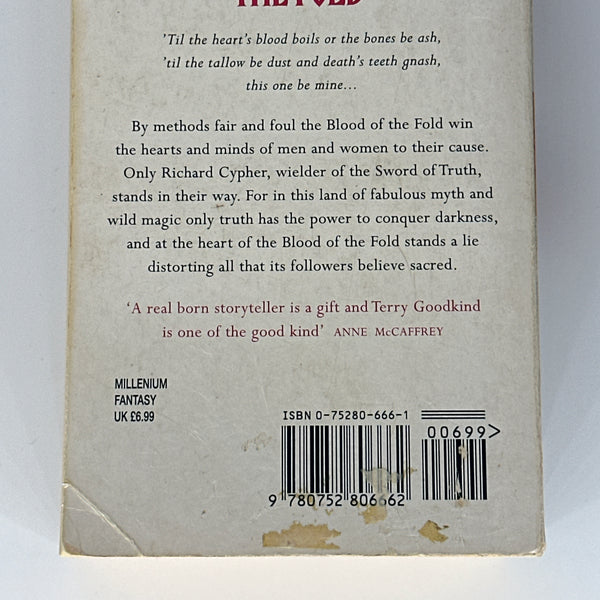 THE FOLD
'Til the heart's blood boils or the bones be ash,
'til the tallow be dust and death's teeth gnash,
this one be mine...
By methods fair and foul the Blood of the Fold win
the hearts and minds of men and women to their cause.
Only Richard Cypher, wielder of the Sword of Truth,
stands in their way. For in this land of fabulous myth and
wild magic only truth has the power to conquer darkness,
and at the heart of the Blood of the Fold stands a lie
distorting all that its followers believe sacred.
'A real born storyteller is a gift and Terry Goodkind
is one of the good kind' ANNE McCAFFREY
MILLENIUM
FANTASY
UK £6.99
ISBN 0-75280-666-1
00699>
9 780752 806662